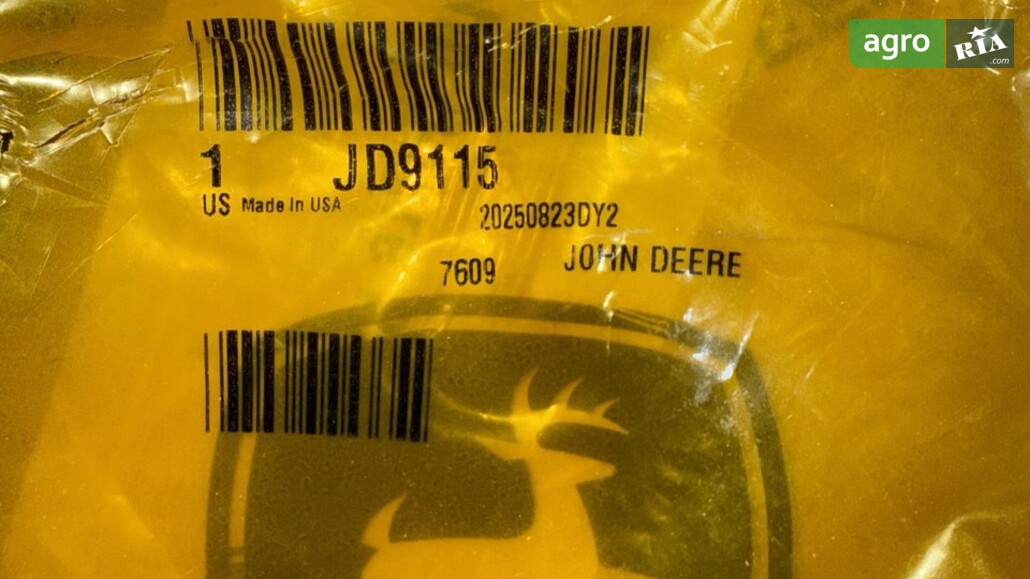 agro RIA.com
1 JD9115
US Made In USA
20250823DY2
7609 JOHN DEERE